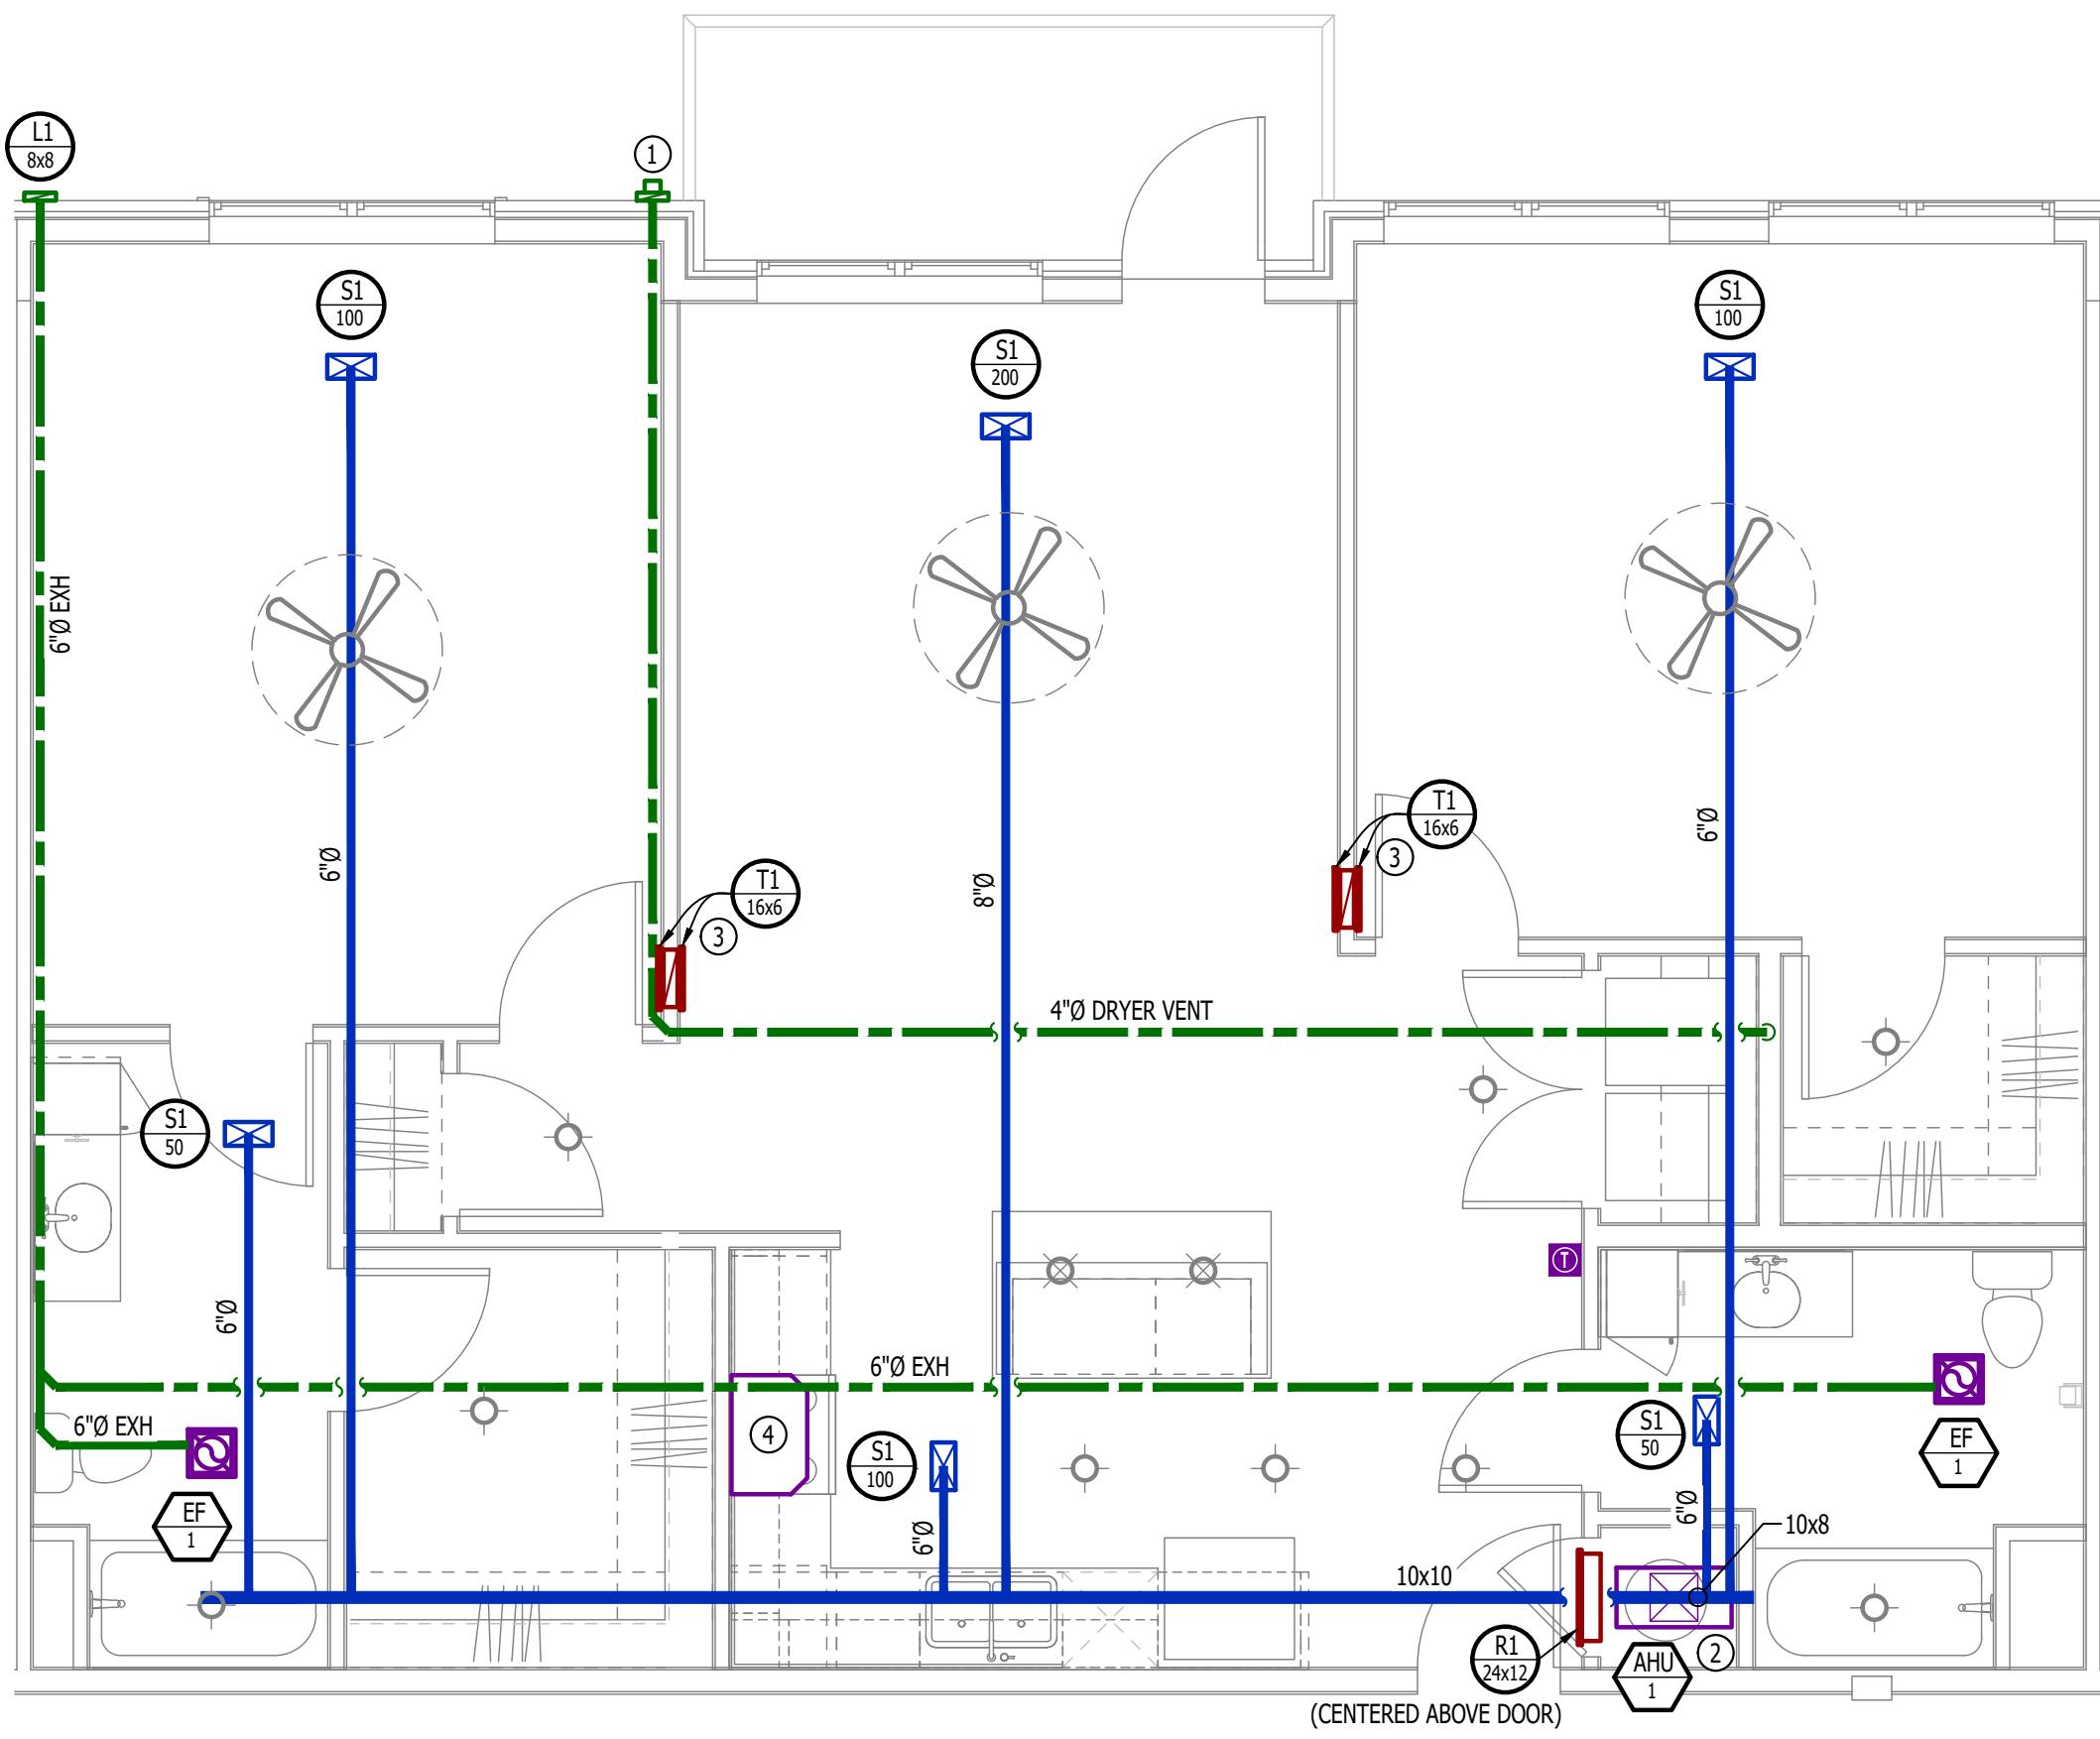 L1
8x8
1
S1
100
S1
200
S1
100
6"Ø EXH
6"Ø
8"Ø
6"Ø
T1
16x6
3
T1
16x6
3
4"Ø DRYER VENT
S1
50
T
6"Ø
6"Ø EXH
6"Ø EXH
4
S1
100
S1
50
EF
1
EF
1
6"Ø
6"Ø
10x8
10x10
R1
24x12
AHU
1
2
(CENTERED ABOVE DOOR)